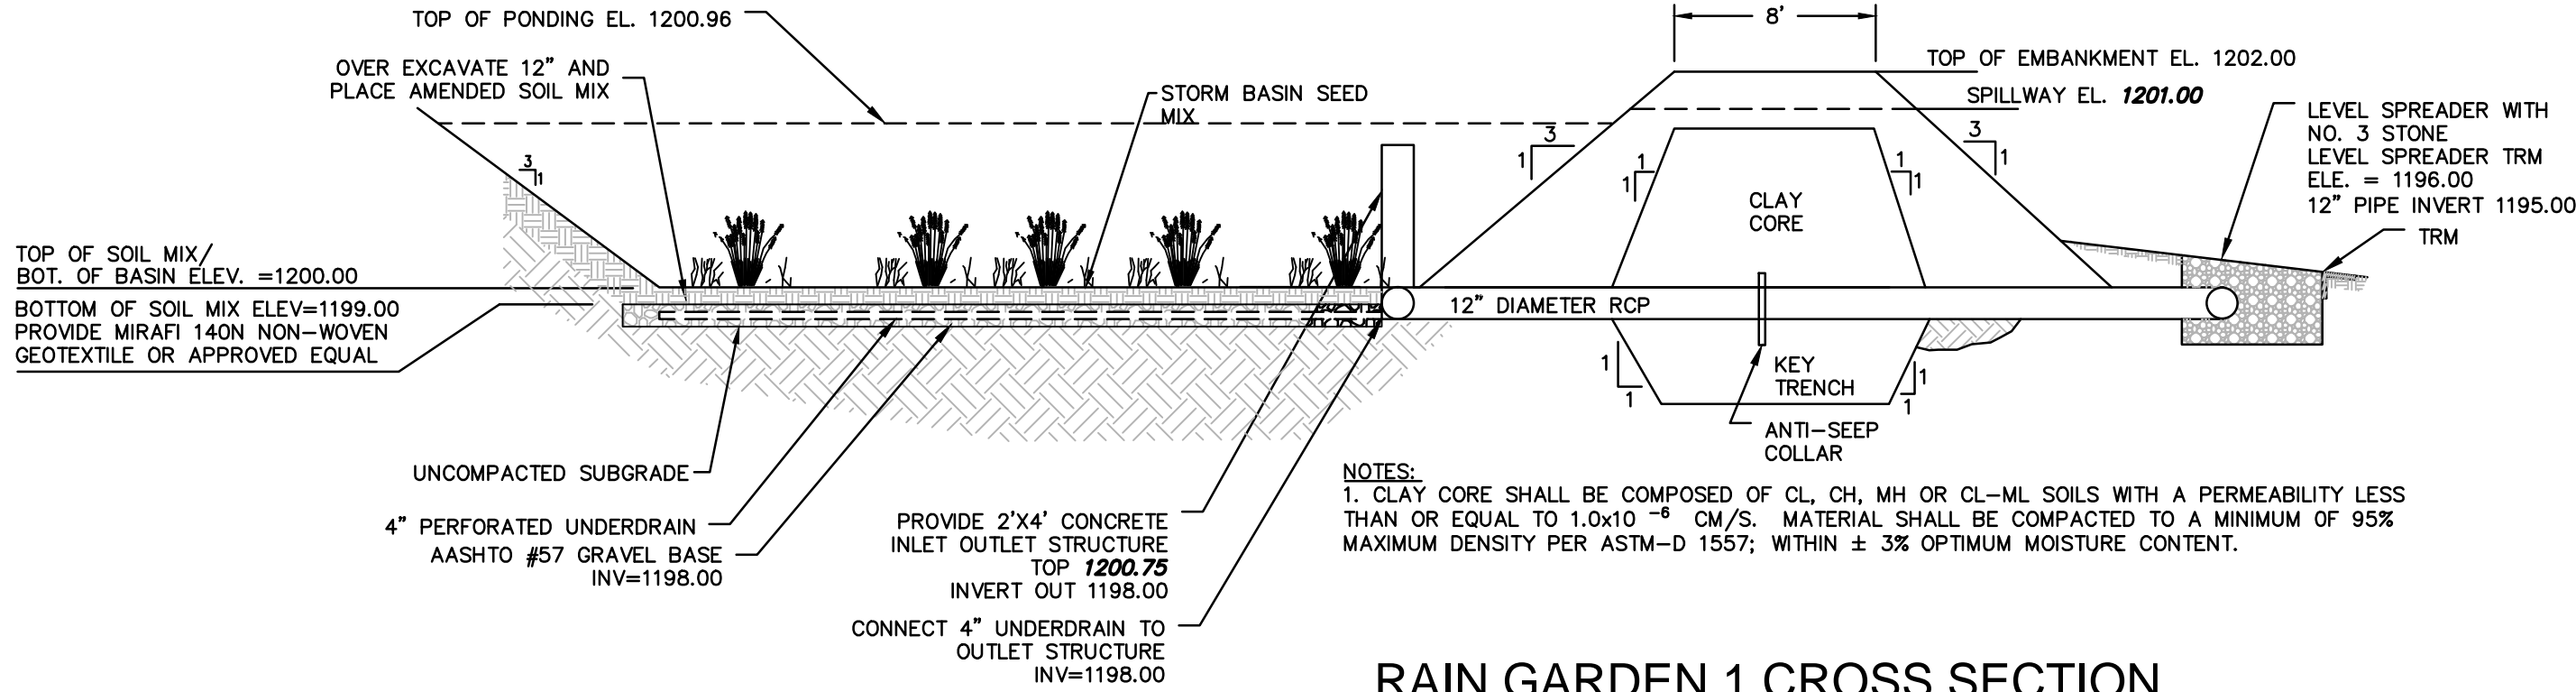 TOP OF PONDING EL. 1200.96
OVER EXCAVATE 12" AND
PLACE AMENDED SOIL MIX
STORM BASIN SEED
MIX
8'
TOP OF EMBANKMENT EL. 1202.00
SPILLWAY EL. 1201.00
LEVEL SPREADER WITH
NO. 3 STONE
LEVEL SPREADER TRM
ELE. = 1196.00
12" PIPE INVERT 1195.00
TRM
3
1
3
1
1
1
CLAY
CORE
1
1
3
1
TOP OF SOIL MIX/
BOT. OF BASIN ELEV. =1200.00
BOTTOM OF SOIL MIX ELEV=1199.00
PROVIDE MIRAFI 140N NON-WOVEN
GEOTEXTILE OR APPROVED EQUAL
12" DIAMETER RCP
1
1
KEY
TRENCH
1
1
ANTI-SEEP
COLLAR
UNCOMPACTED SUBGRADE
4" PERFORATED UNDERDRAIN
AASHTO #57 GRAVEL BASE
INV=1198.00
PROVIDE 2'X4' CONCRETE
INLET OUTLET STRUCTURE
TOP 1200.75
INVERT OUT 1198.00
CONNECT 4" UNDERDRAIN TO
OUTLET STRUCTURE
INV=1198.00
NOTES:
1. CLAY CORE SHALL BE COMPOSED OF CL, CH, MH OR CL-ML SOILS WITH A PERMEABILITY LESS
THAN OR EQUAL TO 1.0x10 ⁻⁶ CM/S. MATERIAL SHALL BE COMPACTED TO A MINIMUM OF 95%
MAXIMUM DENSITY PER ASTM-D 1557; WITHIN ± 3% OPTIMUM MOISTURE CONTENT.
RAIN GARDEN 1 CROSS SECTION